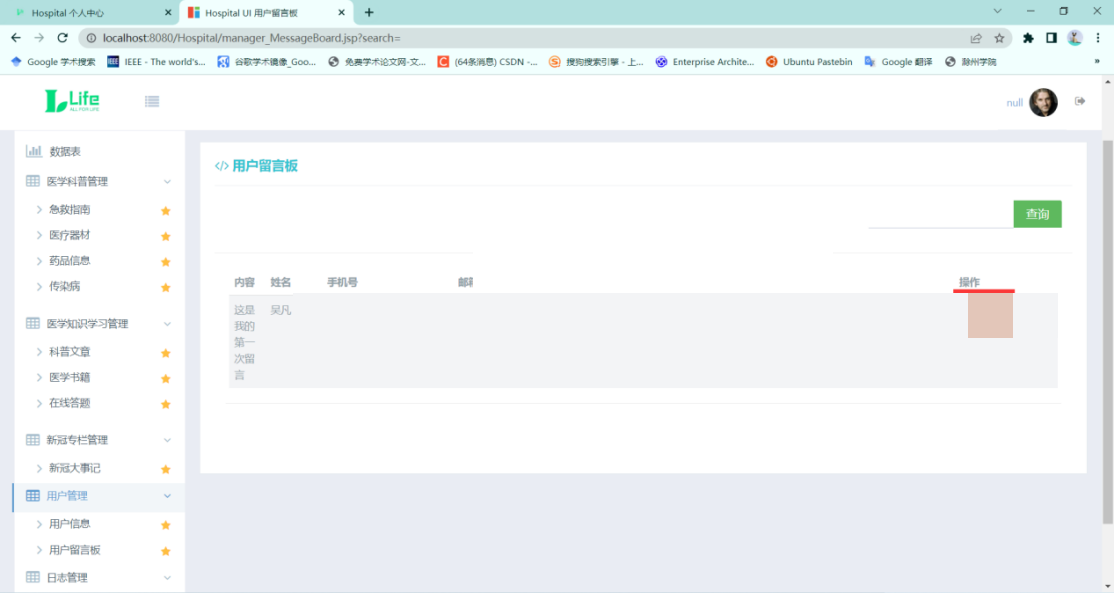 Hospital 个人中心
Hospital UI 用户留言板
localhost:8080/Hospital/manager_MessageBoard.jsp?search=
Google 学术搜索
IEEE - The world's...
谷歌学术镜像_Goo...
免费学术论文网-文...
(64条消息) CSDN -...
搜狗搜索引擎 - 上...
Enterprise Archite...
Ubuntu Pastebin
Google 翻译
滁州学院
»
Life
null
数据表
医学科普管理
急救指南
医疗器材
药品信息
传染病
医学知识学习管理
科普文章
医学书籍
在线答题
新冠专栏管理
新冠大事记
用户管理
用户信息
用户留言板
日志管理
</> 用户留言板
查询
内容 姓名 手机号 邮 操作
这是 吴凡
我的
第一
次留
言